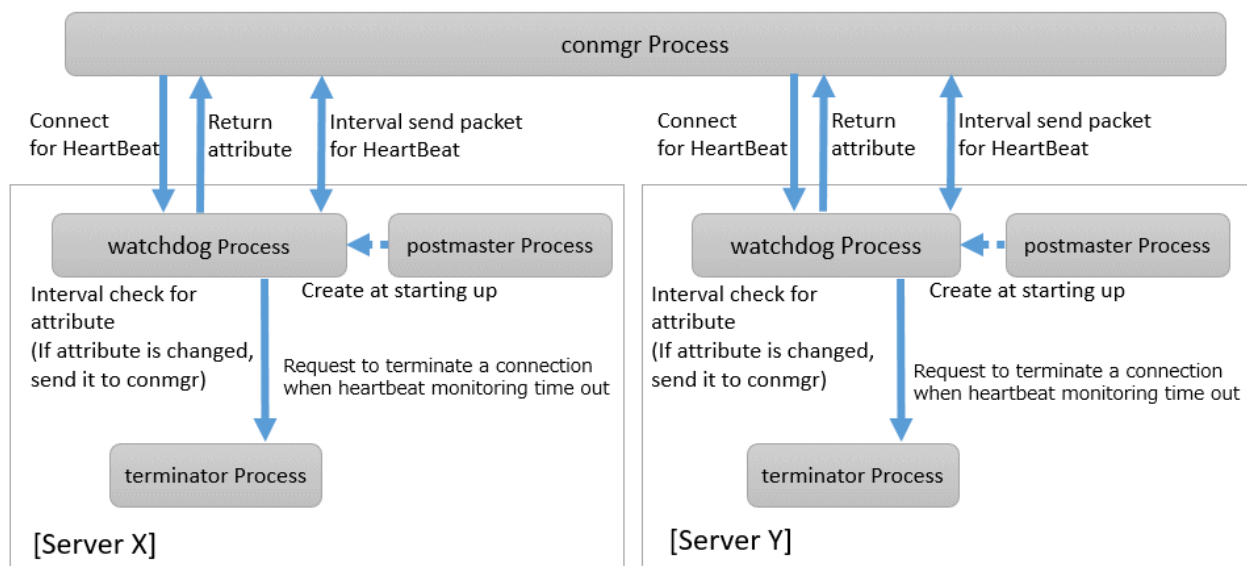 conmgr Process
Connect
for HeartBeat
Return
attribute
Interval send packet
for HeartBeat
Connect
for HeartBeat
Return
attribute
Interval send packet
for HeartBeat
watchdog Process
postmaster Process
Create at starting up
Interval check for
attribute
(If attribute is changed,
send it to conmgr)
Request to terminate a connection
when heartbeat monitoring time out
terminator Process
[Server X]
watchdog Process
postmaster Process
Create at starting up
Interval check for
attribute
(If attribute is changed,
send it to conmgr)
Request to terminate a connection
when heartbeat monitoring time out
terminator Process
[Server Y]